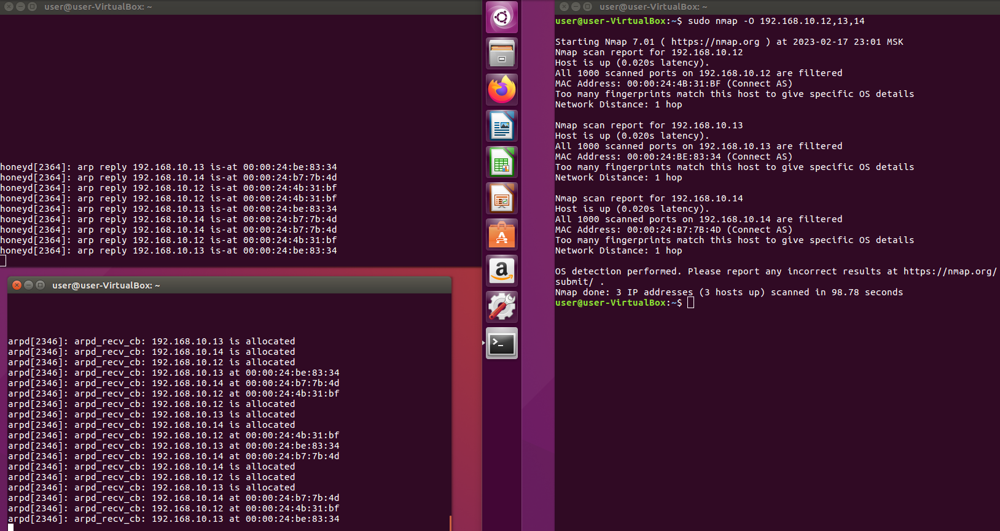 user@user-VirtualBox: ~
honeyd[2364]: arp reply 192.168.10.13 is-at 00:00:24:be:83:34
honeyd[2364]: arp reply 192.168.10.14 is-at 00:00:24:b7:7b:4d
honeyd[2364]: arp reply 192.168.10.12 is-at 00:00:24:4b:31:bf
honeyd[2364]: arp reply 192.168.10.12 is-at 00:00:24:4b:31:bf
honeyd[2364]: arp reply 192.168.10.13 is-at 00:00:24:be:83:34
honeyd[2364]: arp reply 192.168.10.14 is-at 00:00:24:b7:7b:4d
honeyd[2364]: arp reply 192.168.10.14 is-at 00:00:24:b7:7b:4d
honeyd[2364]: arp reply 192.168.10.12 is-at 00:00:24:4b:31:bf
honeyd[2364]: arp reply 192.168.10.13 is-at 00:00:24:be:83:34
user@user-VirtualBox: ~
arpd[2346]: arpd_recv_cb: 192.168.10.13 is allocated
arpd[2346]: arpd_recv_cb: 192.168.10.14 is allocated
arpd[2346]: arpd_recv_cb: 192.168.10.12 is allocated
arpd[2346]: arpd_recv_cb: 192.168.10.13 at 00:00:24:be:83:34
arpd[2346]: arpd_recv_cb: 192.168.10.14 at 00:00:24:b7:7b:4d
arpd[2346]: arpd_recv_cb: 192.168.10.12 at 00:00:24:4b:31:bf
arpd[2346]: arpd_recv_cb: 192.168.10.12 is allocated
arpd[2346]: arpd_recv_cb: 192.168.10.13 is allocated
arpd[2346]: arpd_recv_cb: 192.168.10.14 is allocated
arpd[2346]: arpd_recv_cb: 192.168.10.12 at 00:00:24:4b:31:bf
arpd[2346]: arpd_recv_cb: 192.168.10.13 at 00:00:24:be:83:34
arpd[2346]: arpd_recv_cb: 192.168.10.14 at 00:00:24:b7:7b:4d
arpd[2346]: arpd_recv_cb: 192.168.10.14 is allocated
arpd[2346]: arpd_recv_cb: 192.168.10.12 is allocated
arpd[2346]: arpd_recv_cb: 192.168.10.13 is allocated
arpd[2346]: arpd_recv_cb: 192.168.10.14 at 00:00:24:b7:7b:4d
arpd[2346]: arpd_recv_cb: 192.168.10.12 at 00:00:24:4b:31:bf
arpd[2346]: arpd_recv_cb: 192.168.10.13 at 00:00:24:be:83:34
user@user-VirtualBox: ~
user@user-VirtualBox:~$ sudo nmap -O 192.168.10.12,13,14
Starting Nmap 7.01 ( https://nmap.org ) at 2023-02-17 23:01 MSK
Nmap scan report for 192.168.10.12
Host is up (0.020s latency).
All 1000 scanned ports on 192.168.10.12 are filtered
MAC Address: 00:00:24:4B:31:BF (Connect AS)
Too many fingerprints match this host to give specific OS details
Network Distance: 1 hop
Nmap scan report for 192.168.10.13
Host is up (0.020s latency).
All 1000 scanned ports on 192.168.10.13 are filtered
MAC Address: 00:00:24:BE:83:34 (Connect AS)
Too many fingerprints match this host to give specific OS details
Network Distance: 1 hop
Nmap scan report for 192.168.10.14
Host is up (0.020s latency).
All 1000 scanned ports on 192.168.10.14 are filtered
MAC Address: 00:00:24:B7:7B:4D (Connect AS)
Too many fingerprints match this host to give specific OS details
Network Distance: 1 hop
OS detection performed. Please report any incorrect results at https://nmap.org/
submit/ .
Nmap done: 3 IP addresses (3 hosts up) scanned in 98.78 seconds
user@user-VirtualBox:~$